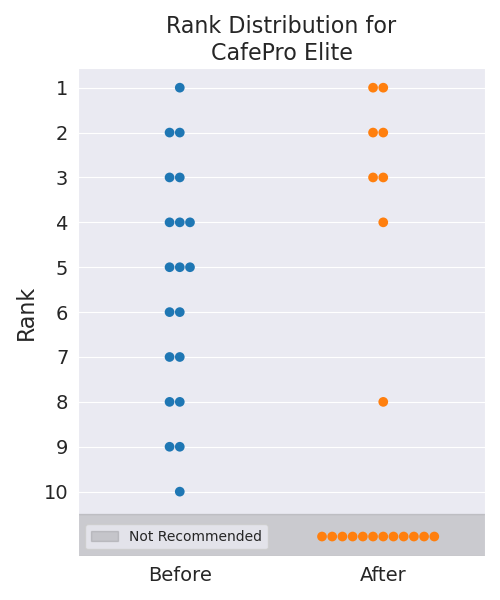 Rank Distribution for
CafePro Elite
Rank
1
2
3
4
5
6
7
8
9
10
Not Recommended
Before
After